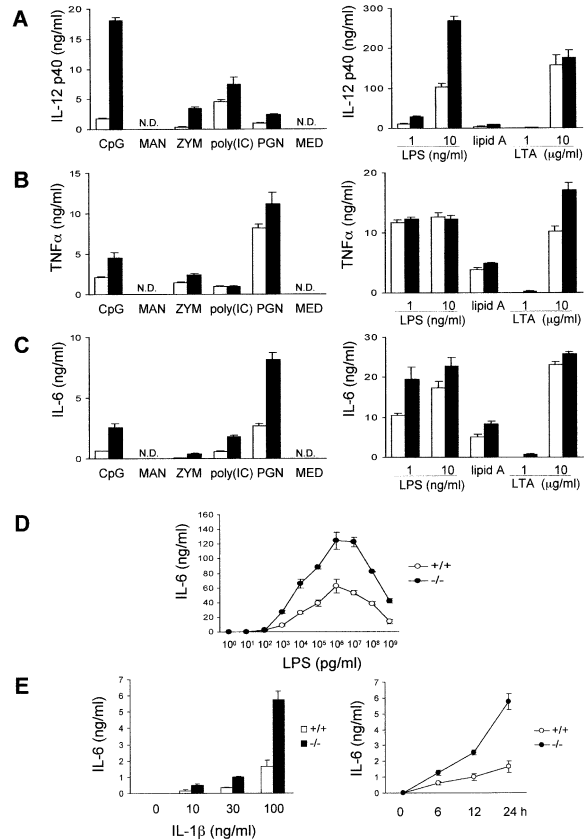 A
IL-12 p40 (ng/ml)
20
15
10
5
0
N.D.
N.D.
CpG MAN ZYM poly(IC) PGN MED
IL-12 p40 (ng/ml)
300
200
100
0
1 10 lipid A 1 10
LPS (ng/ml) LTA (µg/ml)
B
TNFα (ng/ml)
15
10
5
0
N.D.
N.D.
CpG MAN ZYM poly(IC) PGN MED
TNFα (ng/ml)
20
15
10
5
0
1 10 lipid A 1 10
LPS (ng/ml) LTA (µg/ml)
C
IL-6 (ng/ml)
10
5
0
N.D.
N.D.
CpG MAN ZYM poly(IC) PGN MED
IL-6 (ng/ml)
30
20
10
0
1 10 lipid A 1 10
LPS (ng/ml) LTA (µg/ml)
D
IL-6 (ng/ml)
160
140
120
100
80
60
40
20
0
10⁰ 10¹ 10² 10³ 10⁴ 10⁵ 10⁶ 10⁷ 10⁸ 10⁹
LPS (pg/ml)
+/+
-/-
E
IL-6 (ng/ml)
7
6
5
4
3
2
1
0
0 10 30 100
IL-1β (ng/ml)
+/+
-/-
IL-6 (ng/ml)
7
6
5
4
3
2
1
0
0 6 12 24 h
+/+
-/-